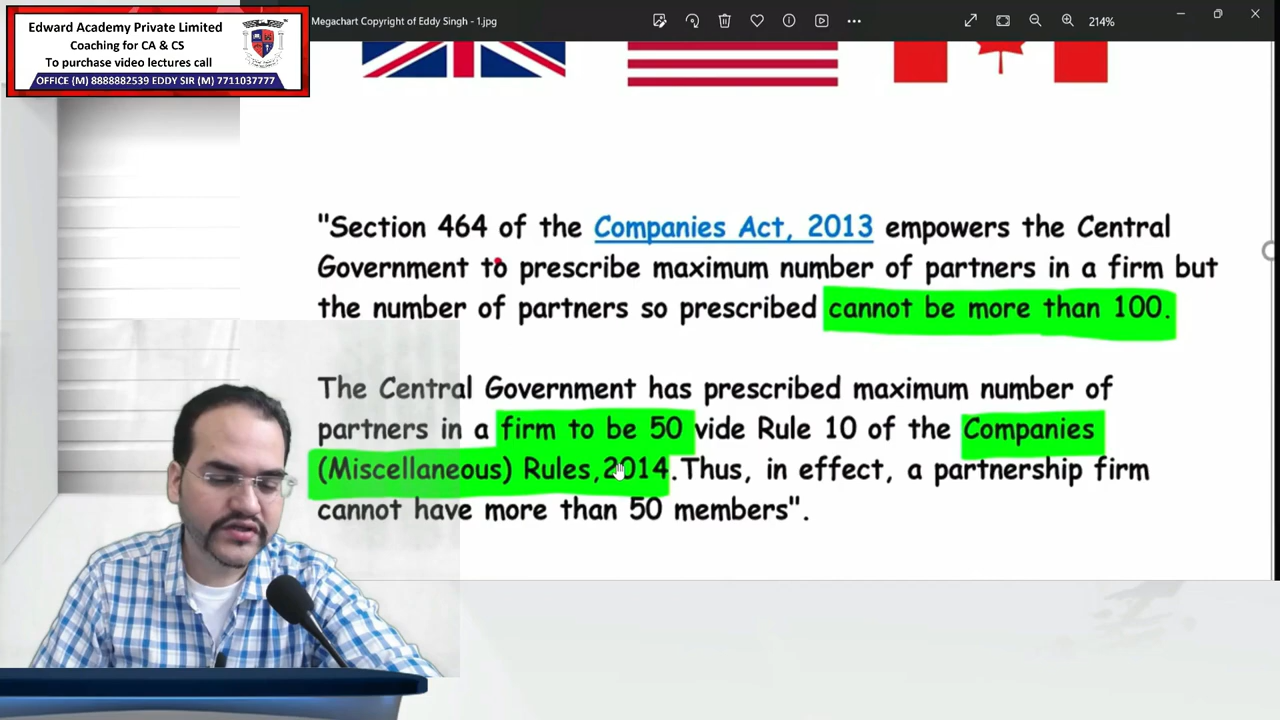 Edward Academy Private Limited
Coaching for CA & CS
To purchase video lectures call
OFFICE (M) 8888882539 EDDY SIR (M) 7711037777
Megachart Copyright of Eddy Singh - 1.jpg
214%
"Section 464 of the Companies Act, 2013 empowers the Central
Government to prescribe maximum number of partners in a firm but
the number of partners so prescribed cannot be more than 100.
The Central Government has prescribed maximum number of
partners in a firm to be 50 vide Rule 10 of the Companies
(Miscellaneous) Rules,2014.Thus, in effect, a partnership firm
cannot have more than 50 members".